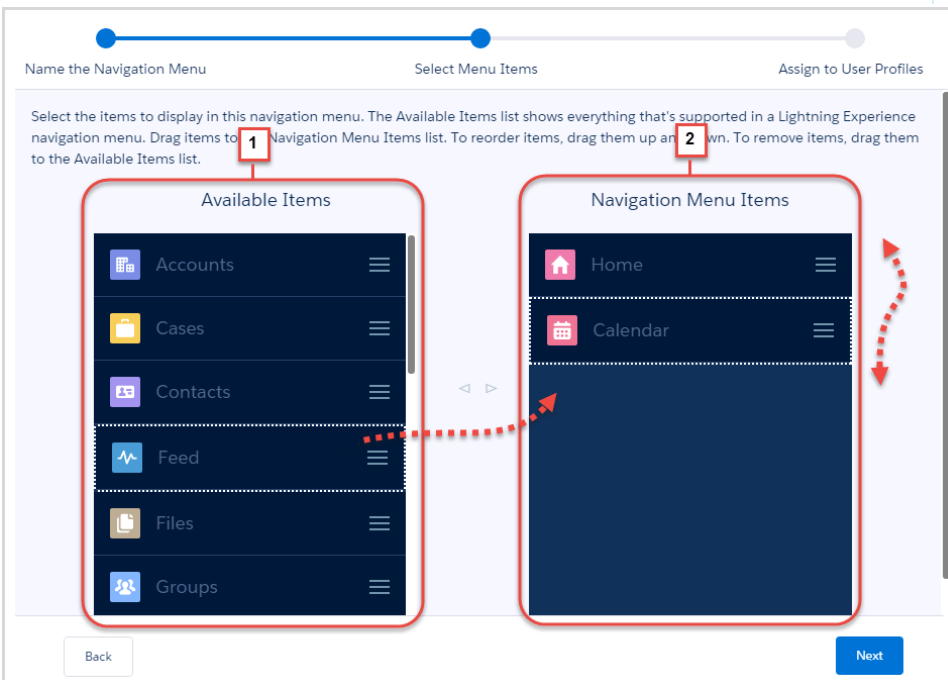 Name the Navigation Menu
Select Menu Items
Assign to User Profiles
Select the items to display in this navigation menu. The Available Items list shows everything that's supported in a Lightning Experience
navigation menu. Drag items to Navigation Menu Items list. To reorder items, drag them up an wn. To remove items, drag them
to the Available Items list.
1
2
Available Items
Navigation Menu Items
Accounts
Cases
Contacts
Feed
Files
Groups
Home
Calendar
Back
Next